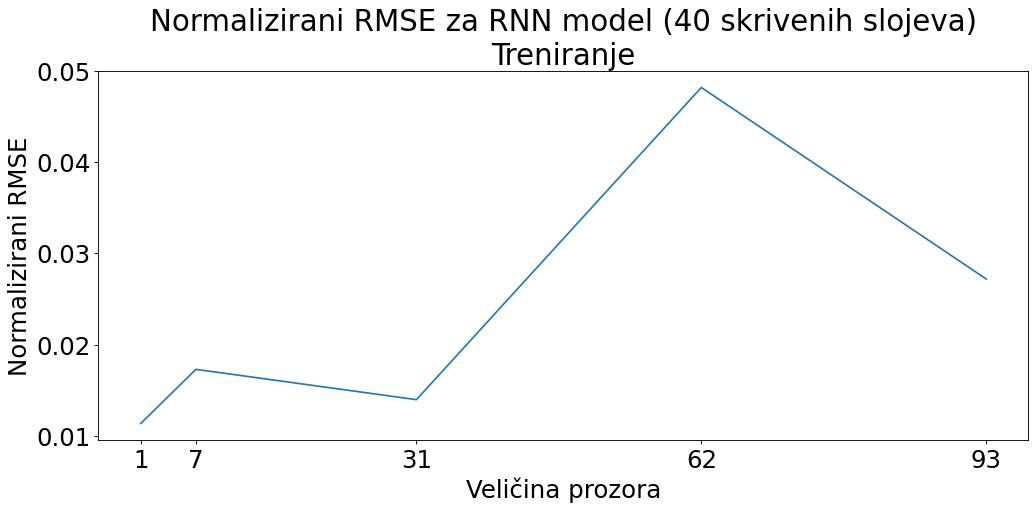 Normalizirani RMSE za RNN model (40 skrivenih slojeva)
Treniranje
0.05
0.04
0.03
0.02
0.01
Normalizirani RMSE
1 7 31 62 93
Veličina prozora